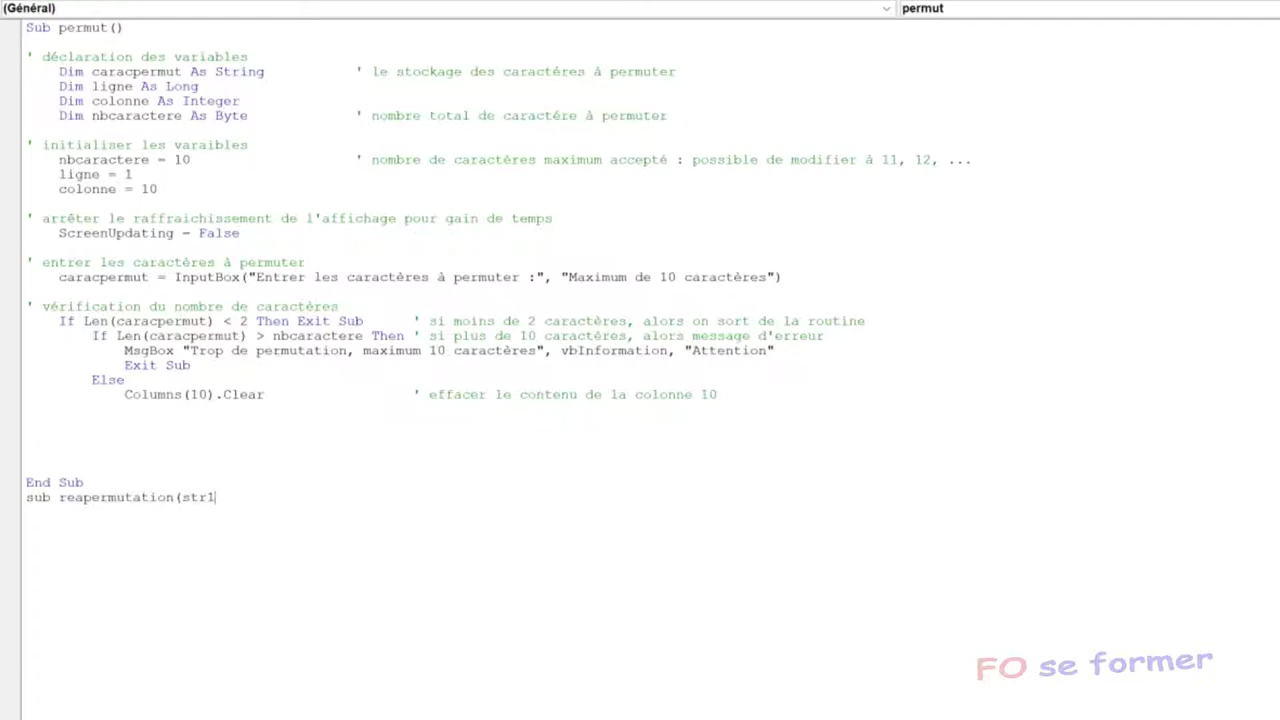 (Général) permut
Sub permut()
' déclaration des variables
Dim caracpermut As String ' le stockage des caractéres à permuter
Dim ligne As Long
Dim colonne As Integer
Dim nbcaractere As Byte ' nombre total de caractére à permuter
' initialiser les varaibles
nbcaractere = 10 ' nombre de caractères maximum accepté : possible de modifier à 11, 12, ...
ligne = 1
colonne = 10
' arrêter le raffraichissement de l'affichage pour gain de temps
ScreenUpdating = False
' entrer les caractères à permuter
caracpermut = InputBox("Entrer les caractères à permuter :", "Maximum de 10 caractères")
' vérification du nombre de caractères
If Len(caracpermut) < 2 Then Exit Sub ' si moins de 2 caractères, alors on sort de la routine
If Len(caracpermut) > nbcaractere Then ' si plus de 10 caractères, alors message d'erreur
MsgBox "Trop de permutation, maximum 10 caractères", vbInformation, "Attention"
Exit Sub
Else
Columns(10).Clear ' effacer le contenu de la colonne 10
End Sub
sub reapermutation(str1
FO se former